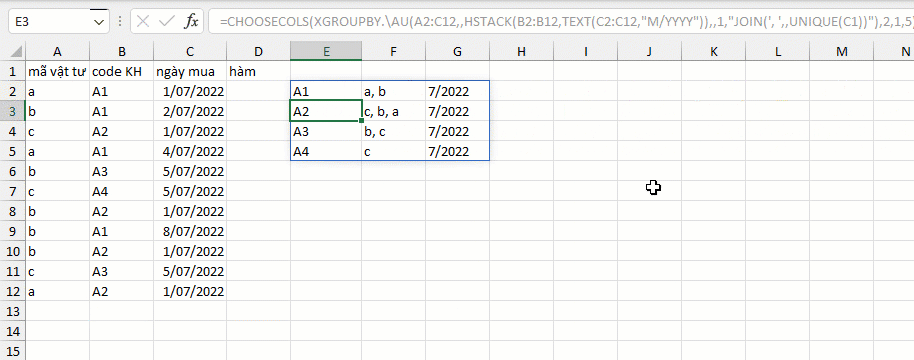 E3 fx =CHOOSECOLS(XGROUPBY.\AU(A2:C12,,HSTACK(B2:B12,TEXT(C2:C12,"M/YYYY")),,1,"JOIN(', ',,UNIQUE(C1))"),2,1,5)
A B C D E F G H I J K L M N
1 mã vật tư code KH ngày mua hàm
2 a A1 1/07/2022 A1 a, b 7/2022
3 b A1 2/07/2022 A2 c, b, a 7/2022
4 c A2 1/07/2022 A3 b, c 7/2022
5 a A1 4/07/2022 A4 c 7/2022
6 b A3 5/07/2022
7 c A4 5/07/2022
8 b A2 1/07/2022
9 b A1 8/07/2022
10 b A2 1/07/2022
11 c A3 5/07/2022
12 a A2 1/07/2022
13
14
15